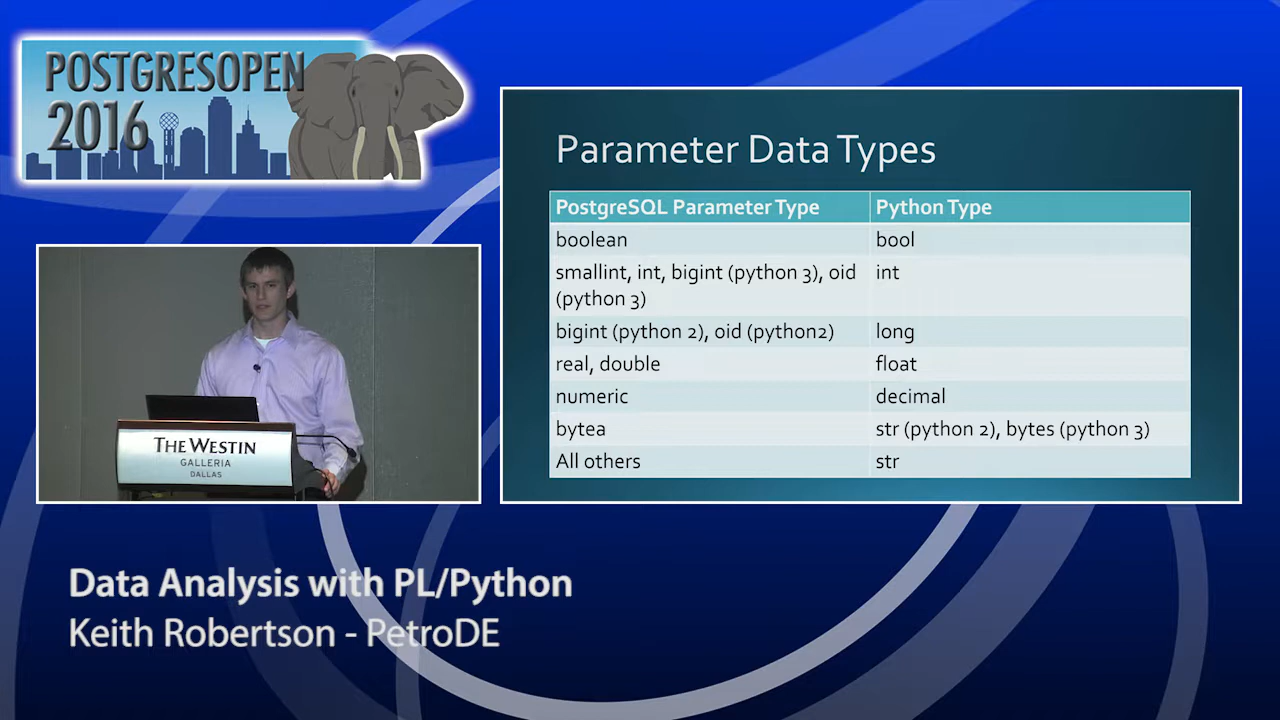 POSTGRESOPEN
2016
Parameter Data Types
PostgreSQL Parameter Type Python Type
boolean bool
smallint, int, bigint (python 3), oid int
(python 3)
bigint (python 2), oid (python2) long
real, double float
numeric decimal
bytea str (python 2), bytes (python 3)
All others str
THE WESTIN
GALLERIA
DALLAS
Data Analysis with PL/Python
Keith Robertson - PetroDE